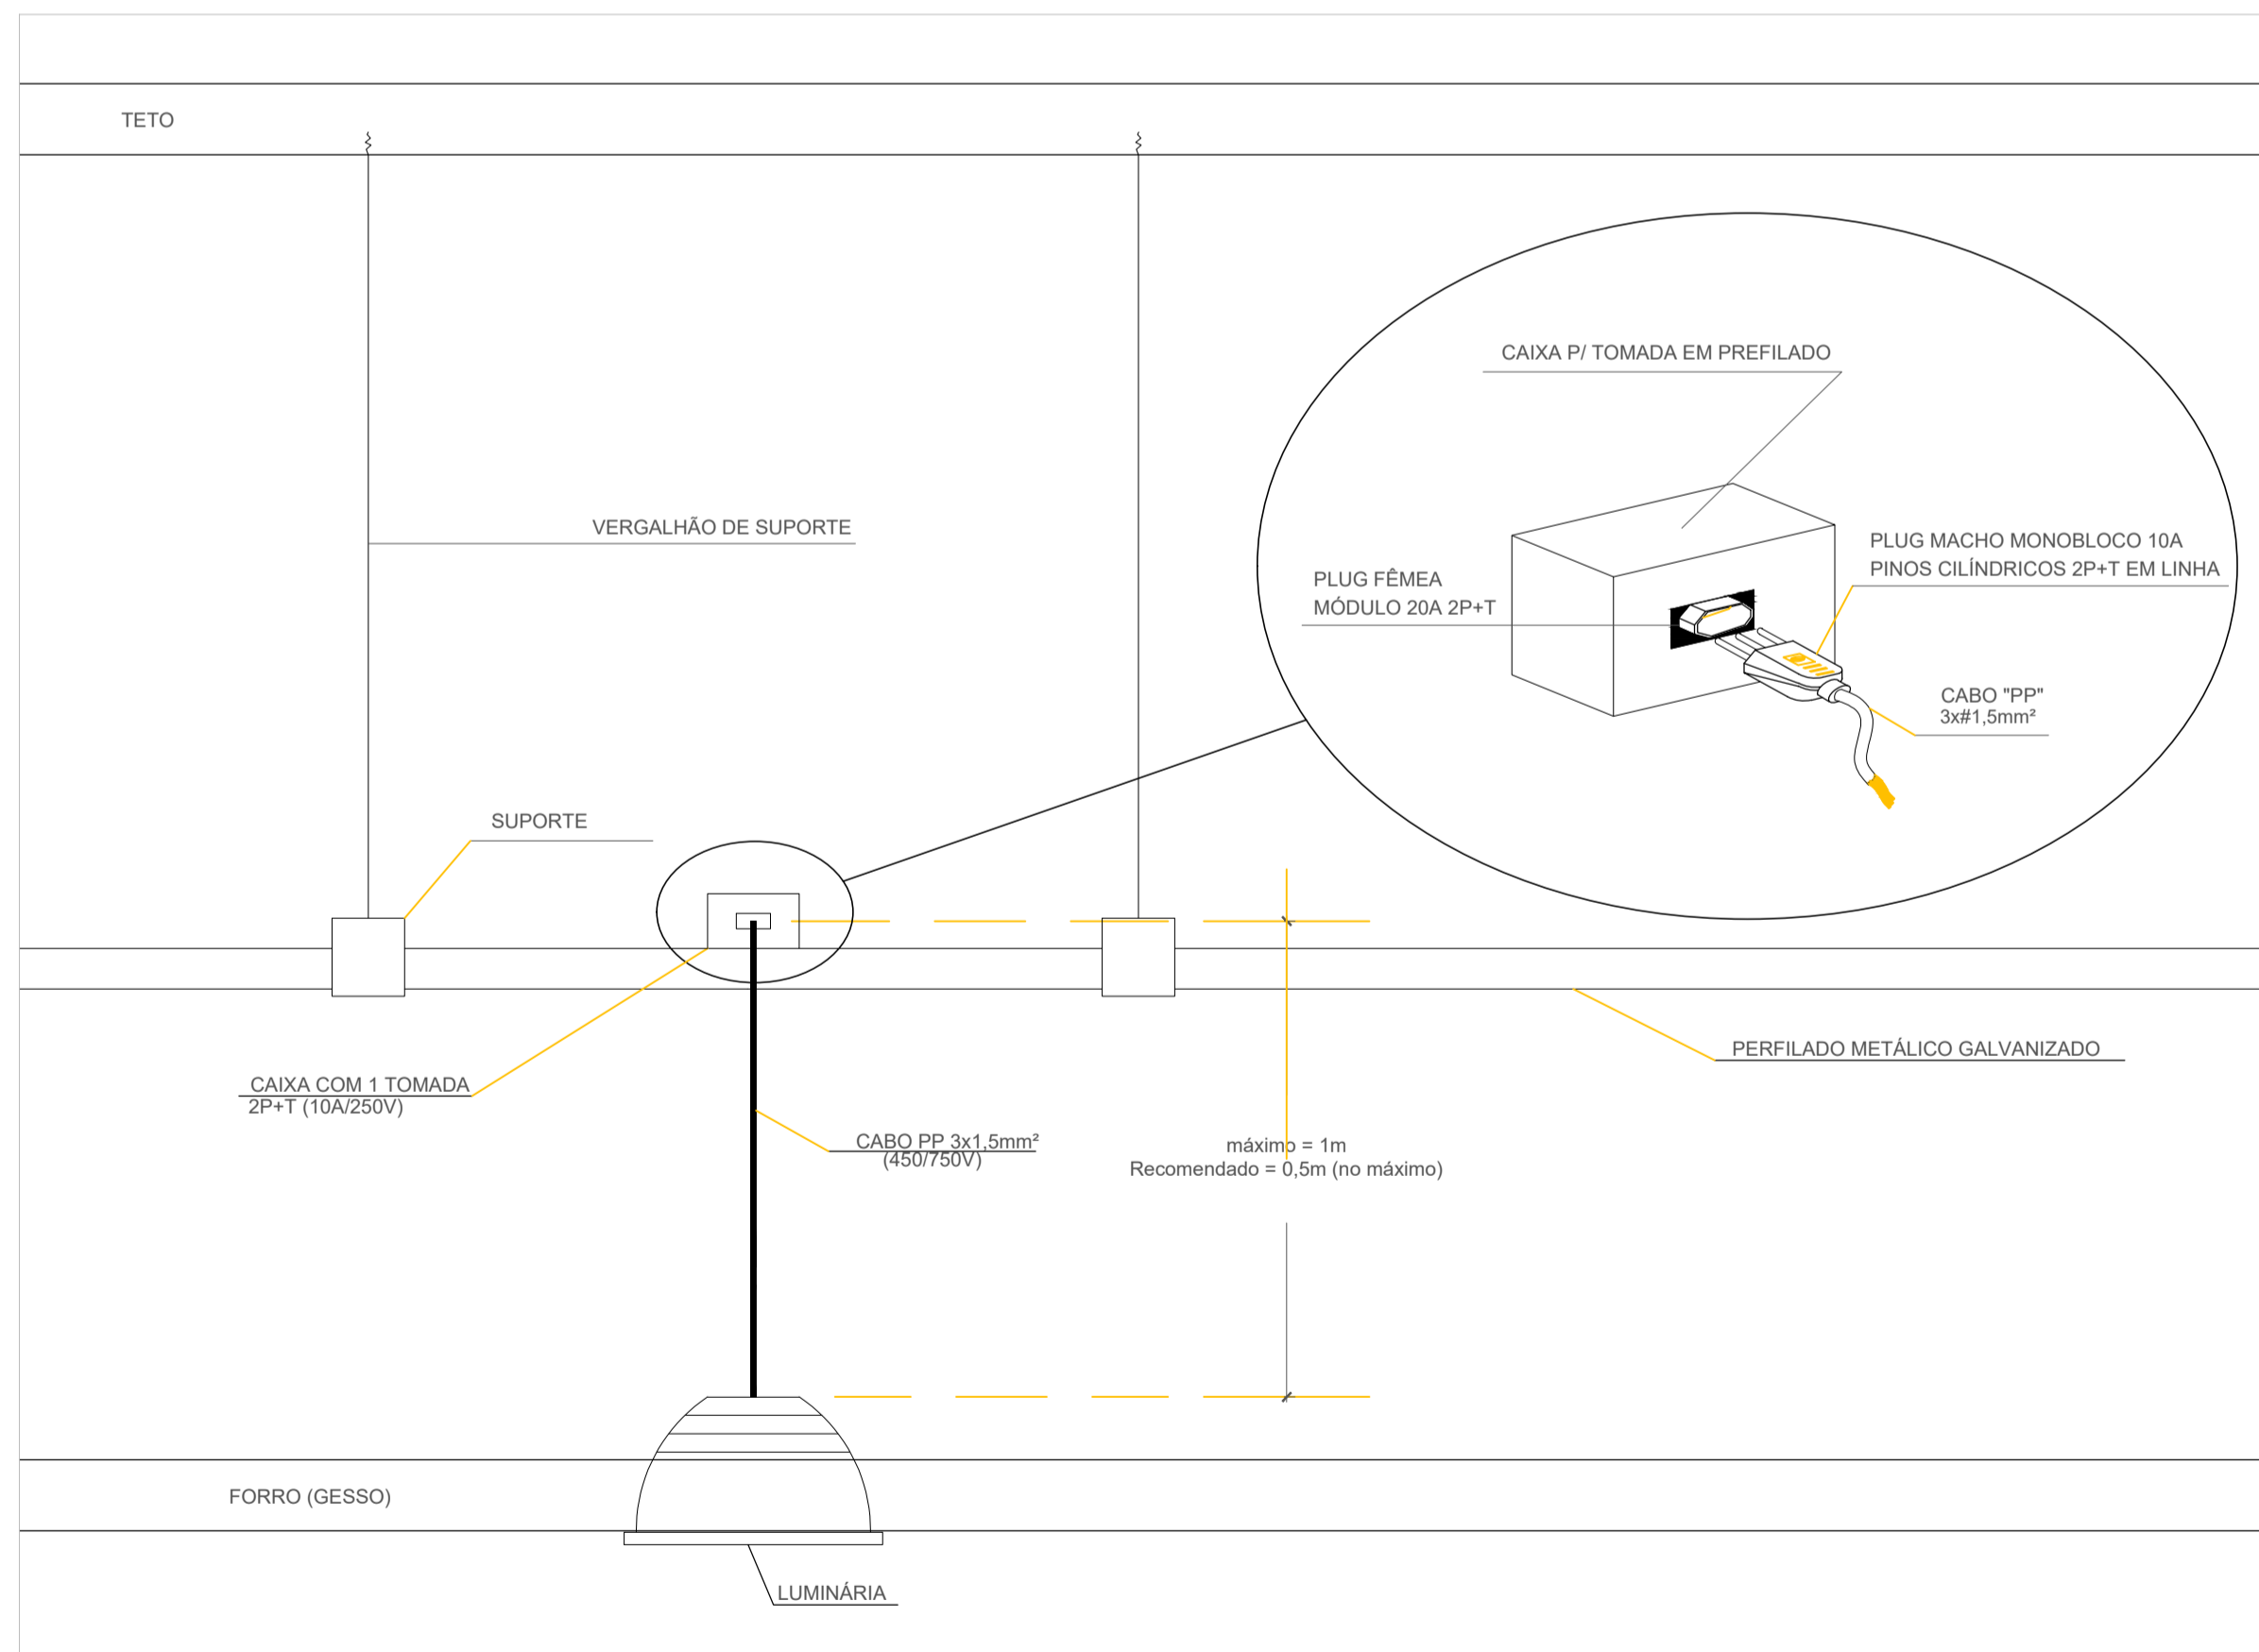 TETO
CAIXA P/ TOMADA EM PREFILADO
VERGALHÃO DE SUPORTE
PLUG MACHO MONOBLOCO 10A
PINOS CILÍNDRICOS 2P+T EM LINHA
PLUG FÊMEA
MÓDULO 20A 2P+T
CABO "PP"
3x#1,5mm²
SUPORTE
PERFILADO METÁLICO GALVANIZADO
CAIXA COM 1 TOMADA
2P+T (10A/250V)
CABO PP 3x1,5mm²
(450/750V)
máximo = 1m
Recomendado = 0,5m (no máximo)
FORRO (GESSO)
LUMINÁRIA